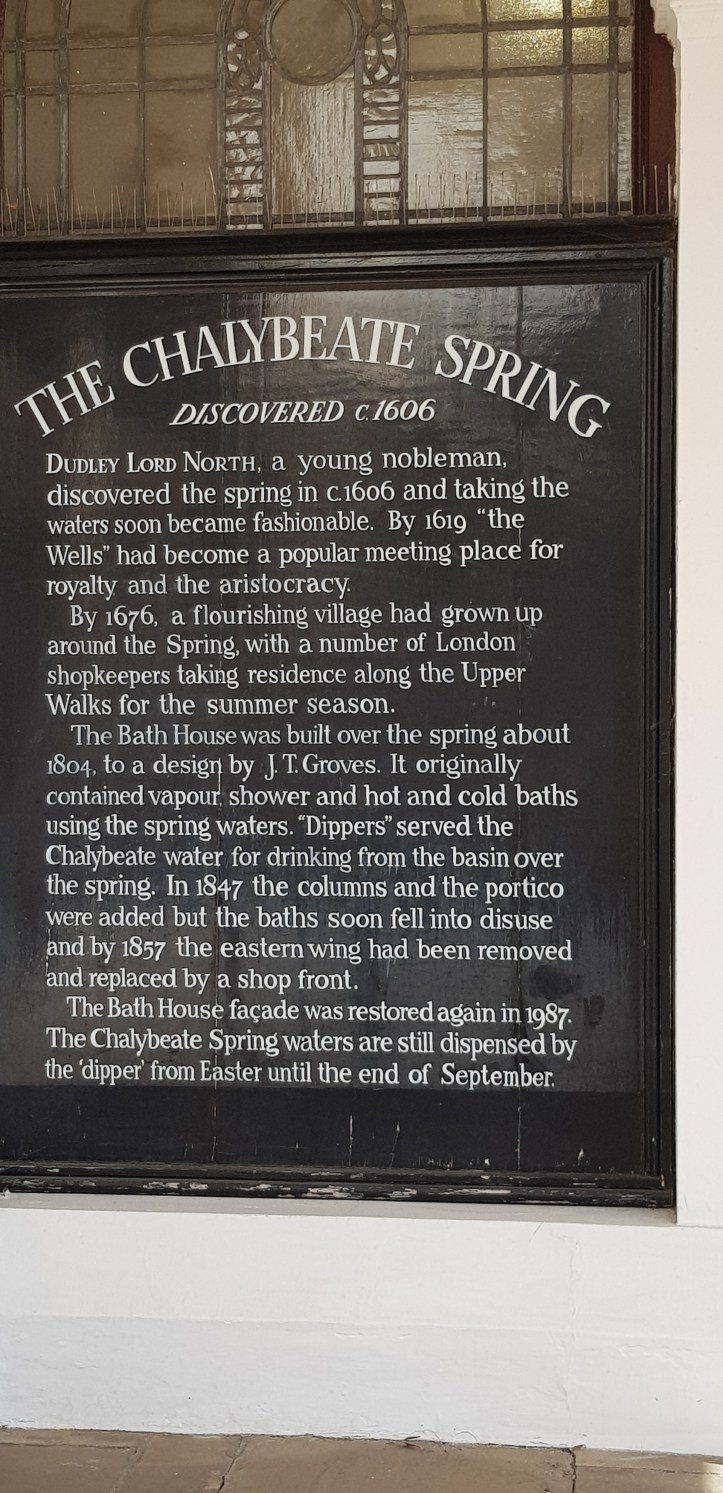 THE CHALYBEATE SPRING
DISCOVERED c.1606
DUDLEY LORD NORTH, a young nobleman,
discovered the spring in c.1606 and taking the
waters soon became fashionable. By 1619 “the
Wells” had become a popular meeting place for
royalty and the aristocracy.
By 1676, a flourishing village had grown up
around the Spring, with a number of London
shopkeepers taking residence along the Upper
Walks for the summer season.
The Bath House was built over the spring about
1804, to a design by J.T. Groves. It originally
contained vapour, shower and hot and cold baths
using the spring waters. “Dippers” served the
Chalybeate water for drinking from the basin over
the spring. In 1847 the columns and the portico
were added but the baths soon fell into disuse
and by 1857 the eastern wing had been removed
and replaced by a shop front.
The Bath House façade was restored again in 1987.
The Chalybeate Spring waters are still dispensed by
the ‘dipper’ from Easter until the end of September.